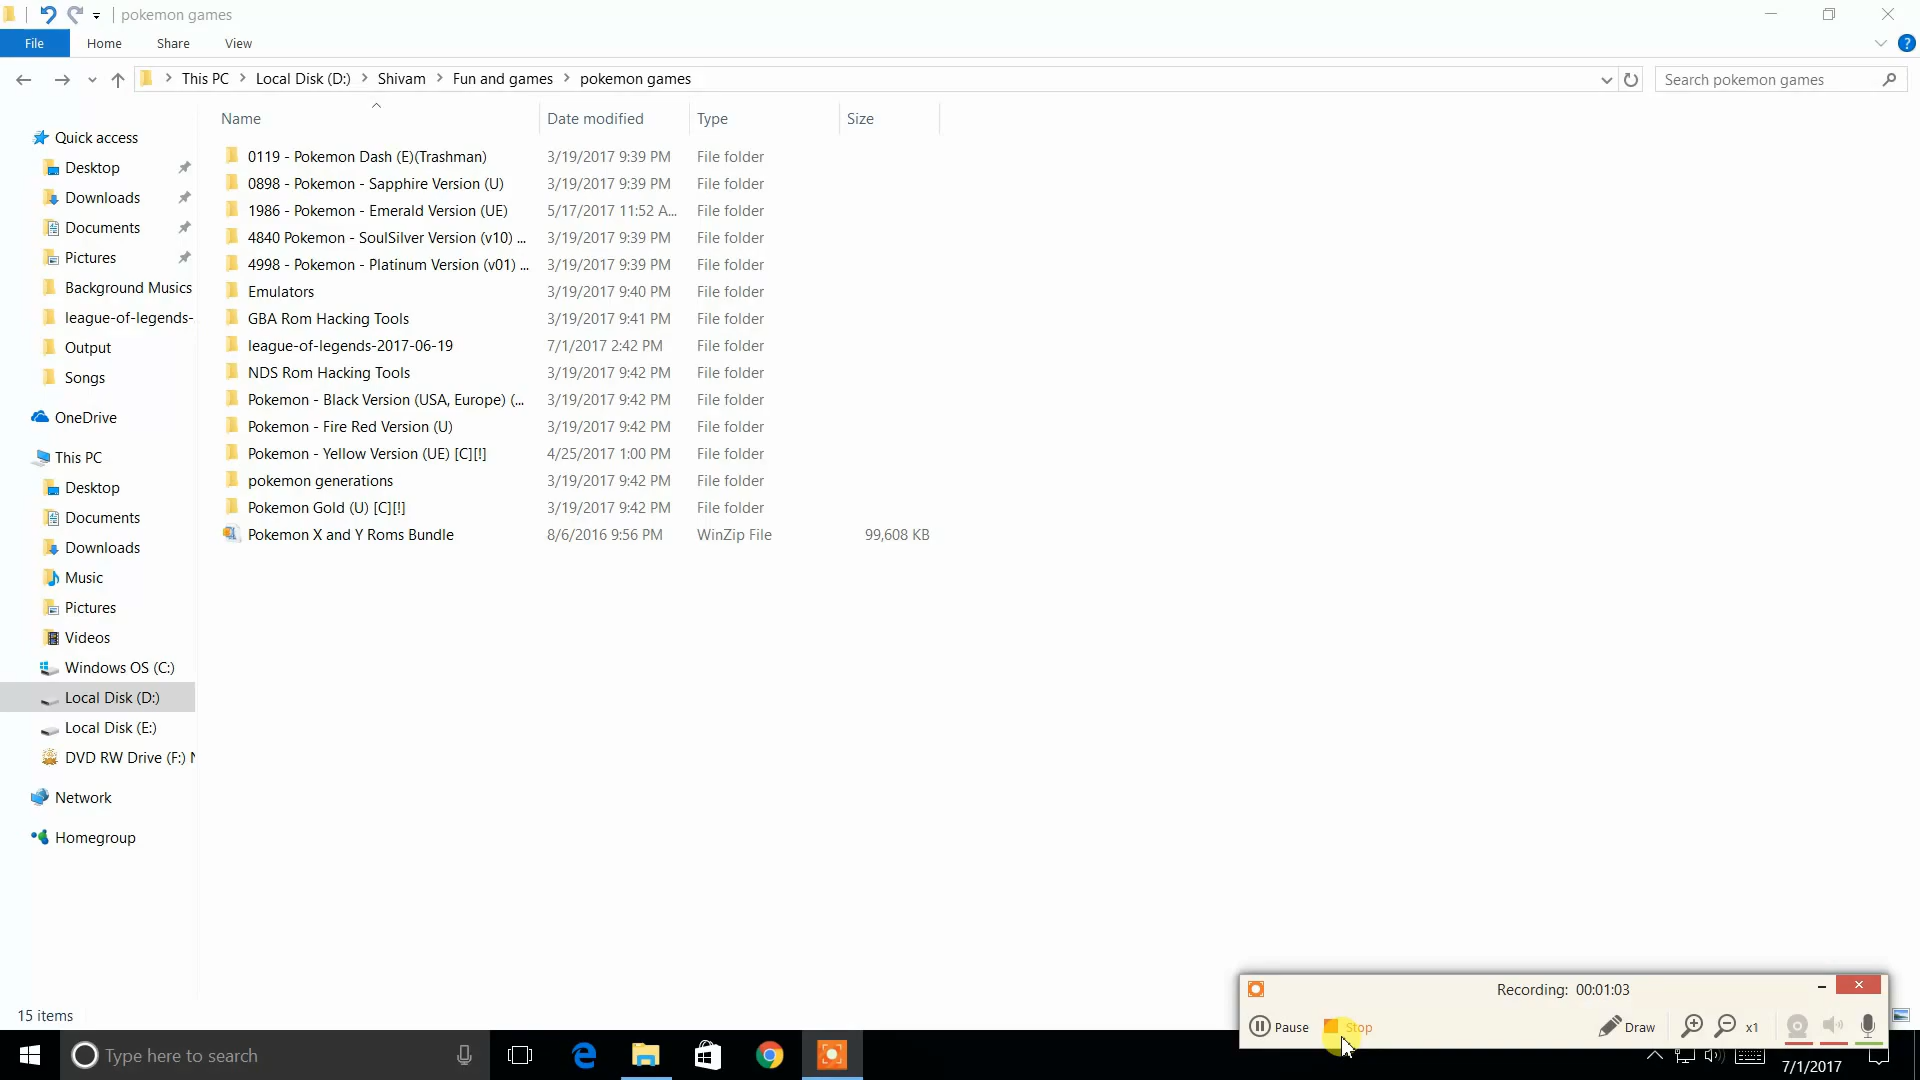 pokemon games
File Home Share View
This PC Local Disk (D:) Shivam Fun and games pokemon games Search pokemon games
Name Date modified Type Size
Quick access
Desktop
Downloads
Documents
Pictures
Background Musics
league-of-legends-
Output
Songs
OneDrive
This PC
Desktop
Documents
Downloads
Music
Pictures
Videos
Windows OS (C:)
Local Disk (D:)
Local Disk (E:)
DVD RW Drive (F:) N
Network
Homegroup
0119 - Pokemon Dash (E)(Trashman) 3/19/2017 9:39 PM File folder
0898 - Pokemon - Sapphire Version (U) 3/19/2017 9:39 PM File folder
1986 - Pokemon - Emerald Version (UE) 5/17/2017 11:52 A... File folder
4840 Pokemon - SoulSilver Version (v10) ... 3/19/2017 9:39 PM File folder
4998 - Pokemon - Platinum Version (v01) ... 3/19/2017 9:39 PM File folder
Emulators 3/19/2017 9:40 PM File folder
GBA Rom Hacking Tools 3/19/2017 9:41 PM File folder
league-of-legends-2017-06-19 7/1/2017 2:42 PM File folder
NDS Rom Hacking Tools 3/19/2017 9:42 PM File folder
Pokemon - Black Version (USA, Europe) (... 3/19/2017 9:42 PM File folder
Pokemon - Fire Red Version (U) 3/19/2017 9:42 PM File folder
Pokemon - Yellow Version (UE) [C][!] 4/25/2017 1:00 PM File folder
pokemon generations 3/19/2017 9:42 PM File folder
Pokemon Gold (U) [C][!] 3/19/2017 9:42 PM File folder
Pokemon X and Y Roms Bundle 8/6/2016 9:56 PM WinZip File 99,608 KB
15 items
Recording: 00:01:03
Pause Stop Draw x1
Type here to search
7/1/2017